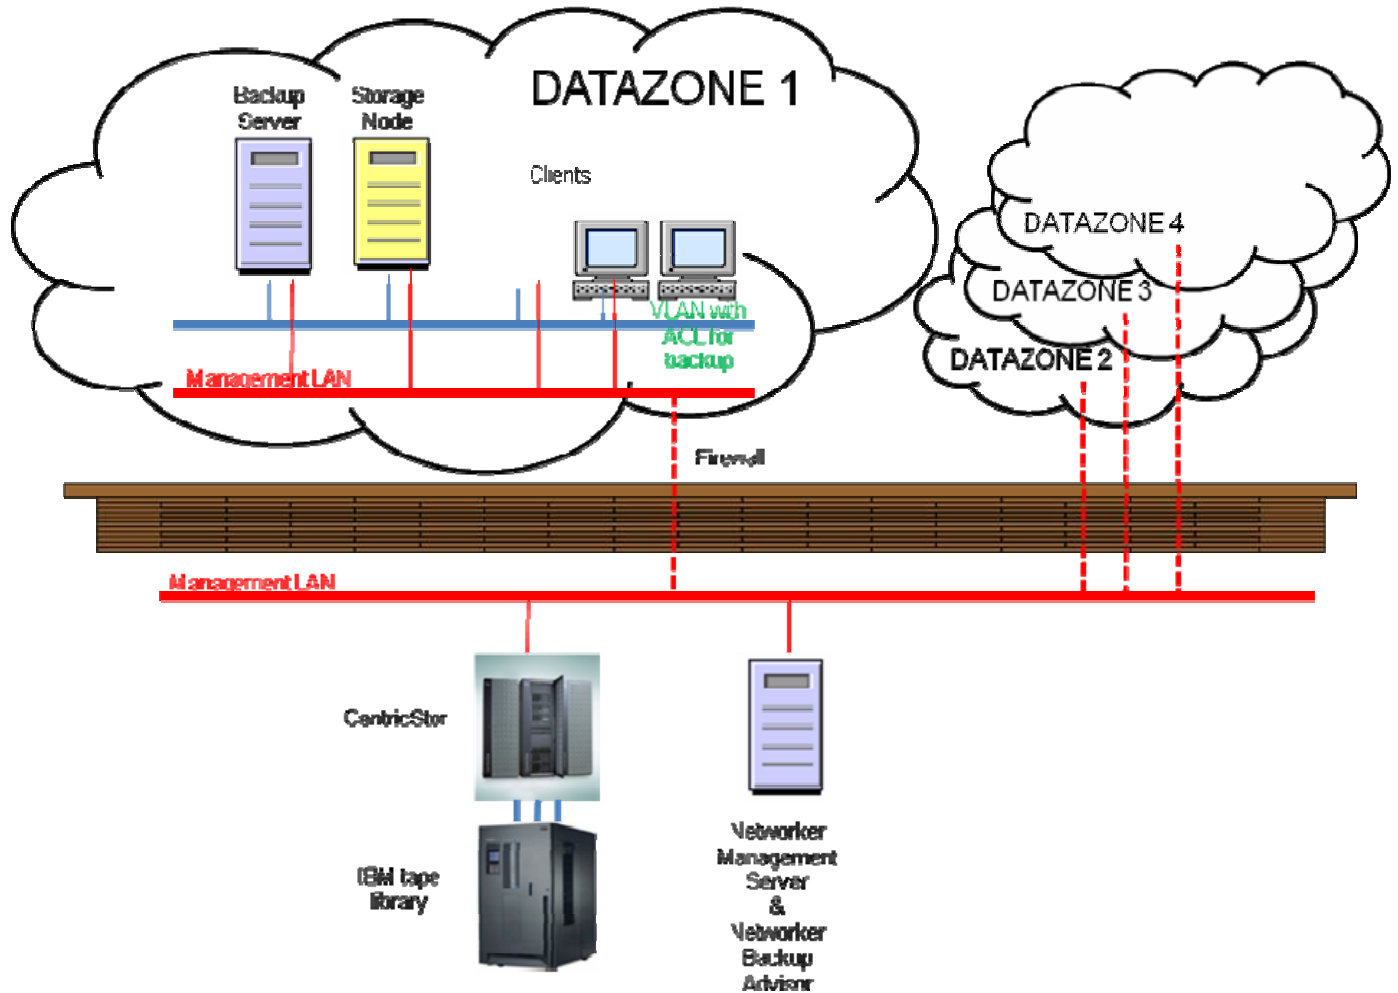 DATAZONE 1
Backup
Server
Storage
Node
Clients
VLAN with
ACL for
backup
Management LAN
DATAZONE 4
DATAZONE 3
DATAZONE 2
Firewall
Management LAN
CentricStor
IBM tape
library
Networker
Management
Server
&
Networker
Backup
Advisor